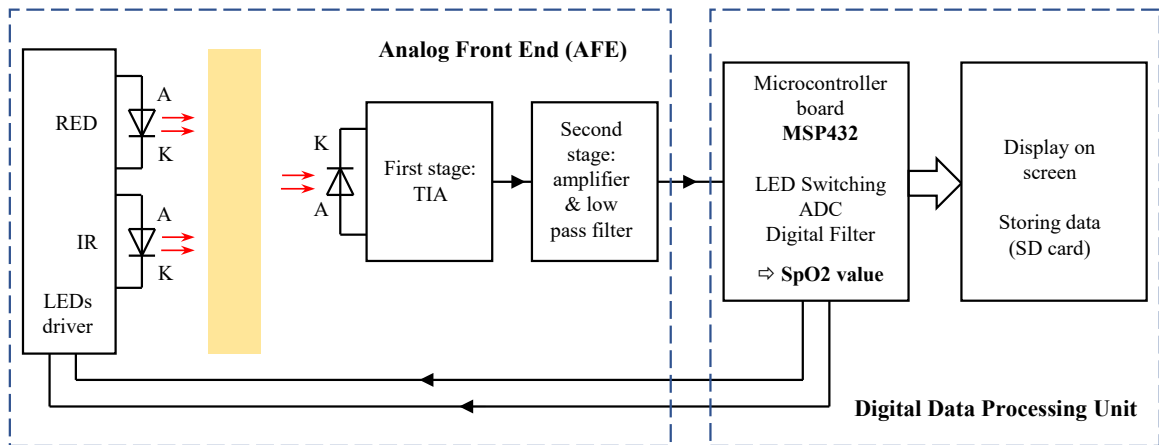 Analog Front End (AFE)
RED
A
K
IR
A
K
LEDs
driver
K
A
First stage:
TIA
Second
stage:
amplifier
& low
pass filter
Microcontroller
board
MSP432
LED Switching
ADC
Digital Filter
⇨ SpO2 value
Display on
screen
Storing data
(SD card)
Digital Data Processing Unit